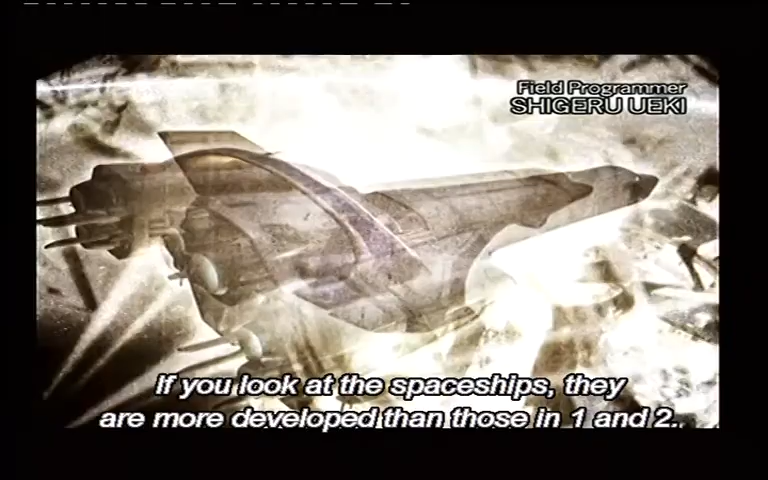 Field Programmer
SHIGERU UEKI
If you look at the spaceships, they
are more developed than those in 1 and 2..